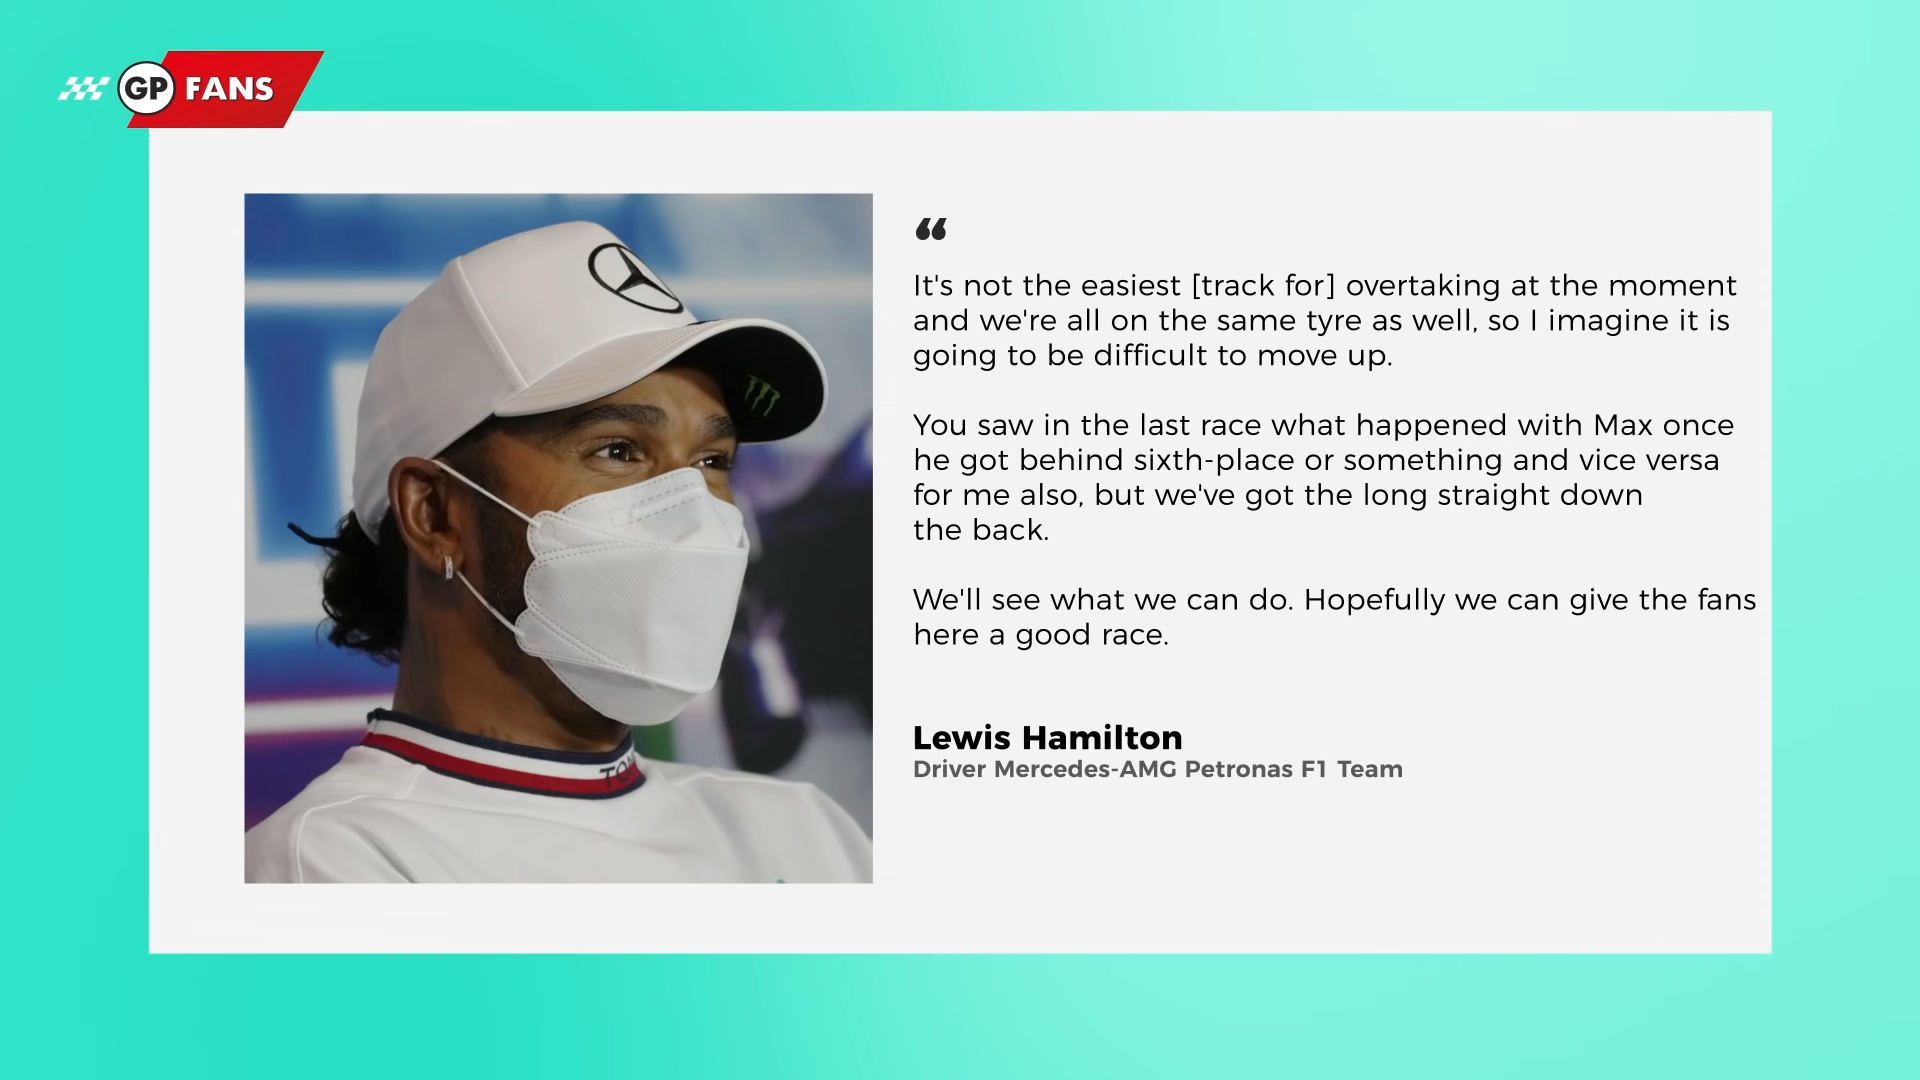 GP FANS
“
It's not the easiest [track for] overtaking at the moment
and we're all on the same tyre as well, so I imagine it is
going to be difficult to move up.
You saw in the last race what happened with Max once
he got behind sixth-place or something and vice versa
for me also, but we've got the long straight down
the back.
We'll see what we can do. Hopefully we can give the fans
here a good race.
Lewis Hamilton
Driver Mercedes-AMG Petronas F1 Team